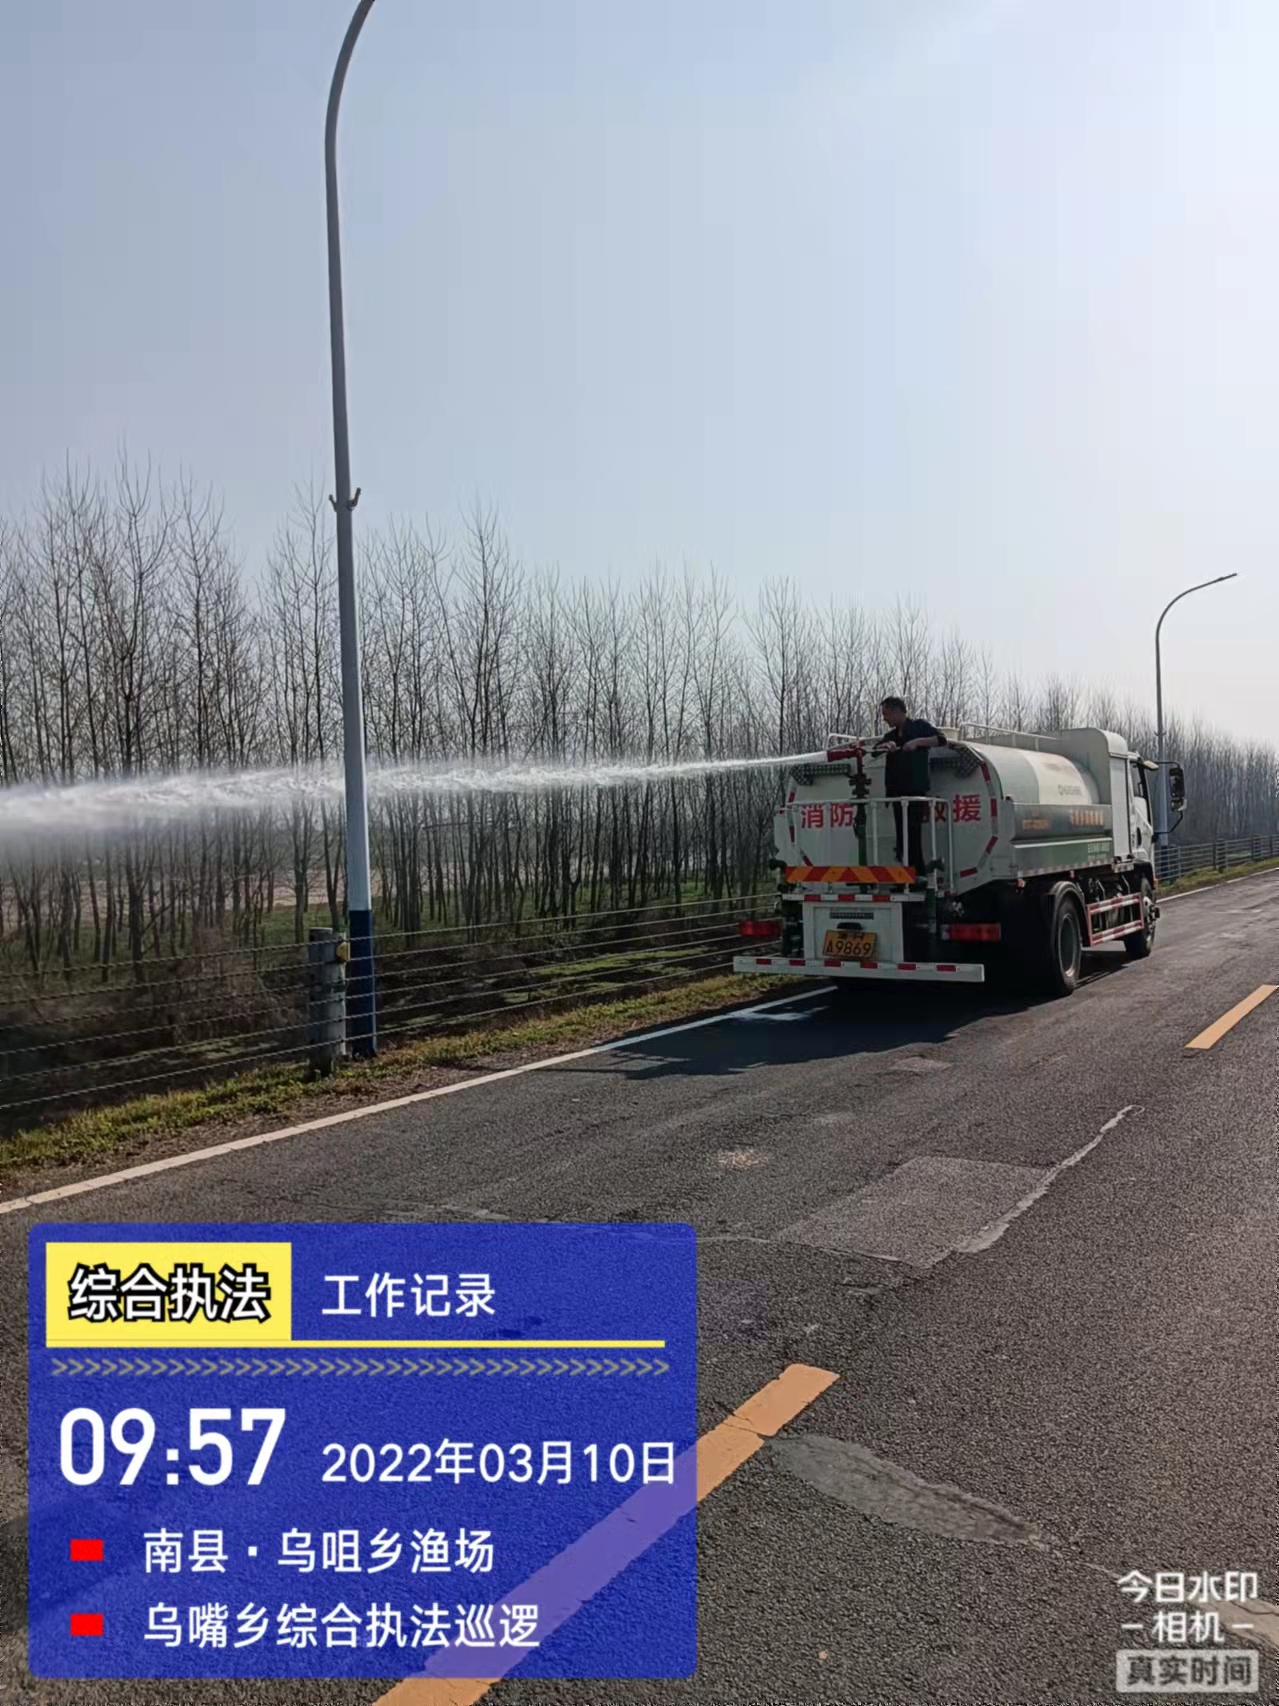 消防 救援
A9869
综合执法 工作记录
09:57 2022年03月10日
南县·乌咀乡渔场
乌嘴乡综合执法巡逻
今日水印
-相机-
真实时间